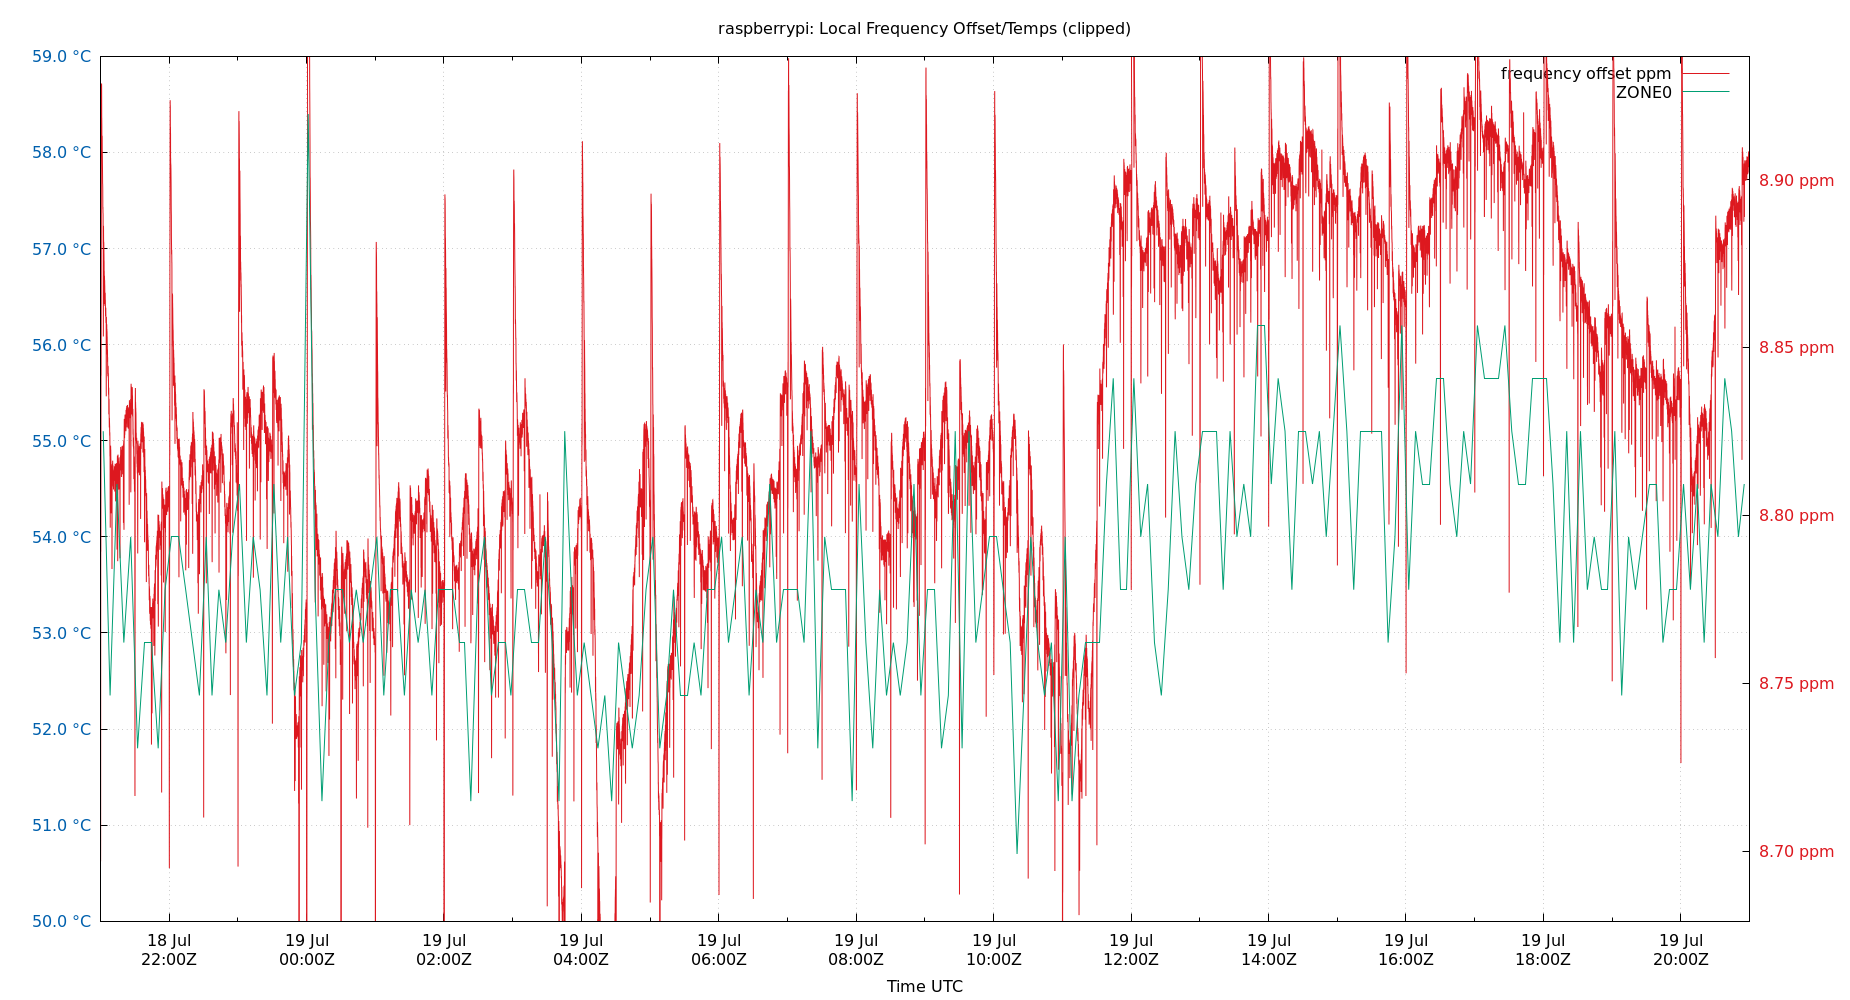 raspberrypi: Local Frequency Offset/Temps (clipped)
59.0 °C
58.0 °C
57.0 °C
56.0 °C
55.0 °C
54.0 °C
53.0 °C
52.0 °C
51.0 °C
50.0 °C
frequency offset ppm
ZONE0
8.90 ppm
8.85 ppm
8.80 ppm
8.75 ppm
8.70 ppm
18 Jul 19 Jul 19 Jul 19 Jul 19 Jul 19 Jul 19 Jul 19 Jul 19 Jul 19 Jul 19 Jul 19 Jul
22:00Z 00:00Z 02:00Z 04:00Z 06:00Z 08:00Z 10:00Z 12:00Z 14:00Z 16:00Z 18:00Z 20:00Z
Time UTC